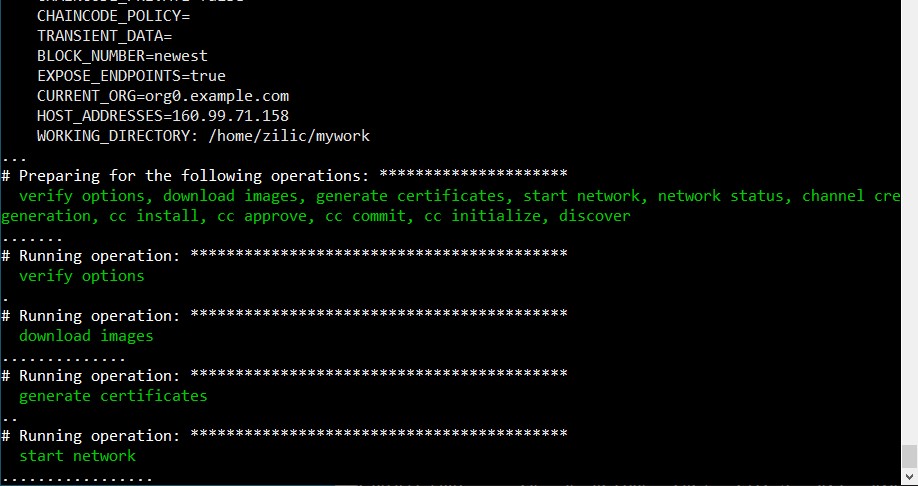 CHAINCODE_POLICY=
TRANSIENT_DATA=
BLOCK_NUMBER=newest
EXPOSE_ENDPOINTS=true
CURRENT_ORG=org0.example.com
HOST_ADDRESSES=160.99.71.158
WORKING_DIRECTORY: /home/zilic/mywork
...
# Preparing for the following operations: *********************
verify options, download images, generate certificates, start network, network status, channel cre
generation, cc install, cc approve, cc commit, cc initialize, discover
.......
# Running operation: ******************************************
verify options
.
# Running operation: ******************************************
download images
..............
# Running operation: ******************************************
generate certificates
..
# Running operation: ******************************************
start network
.................